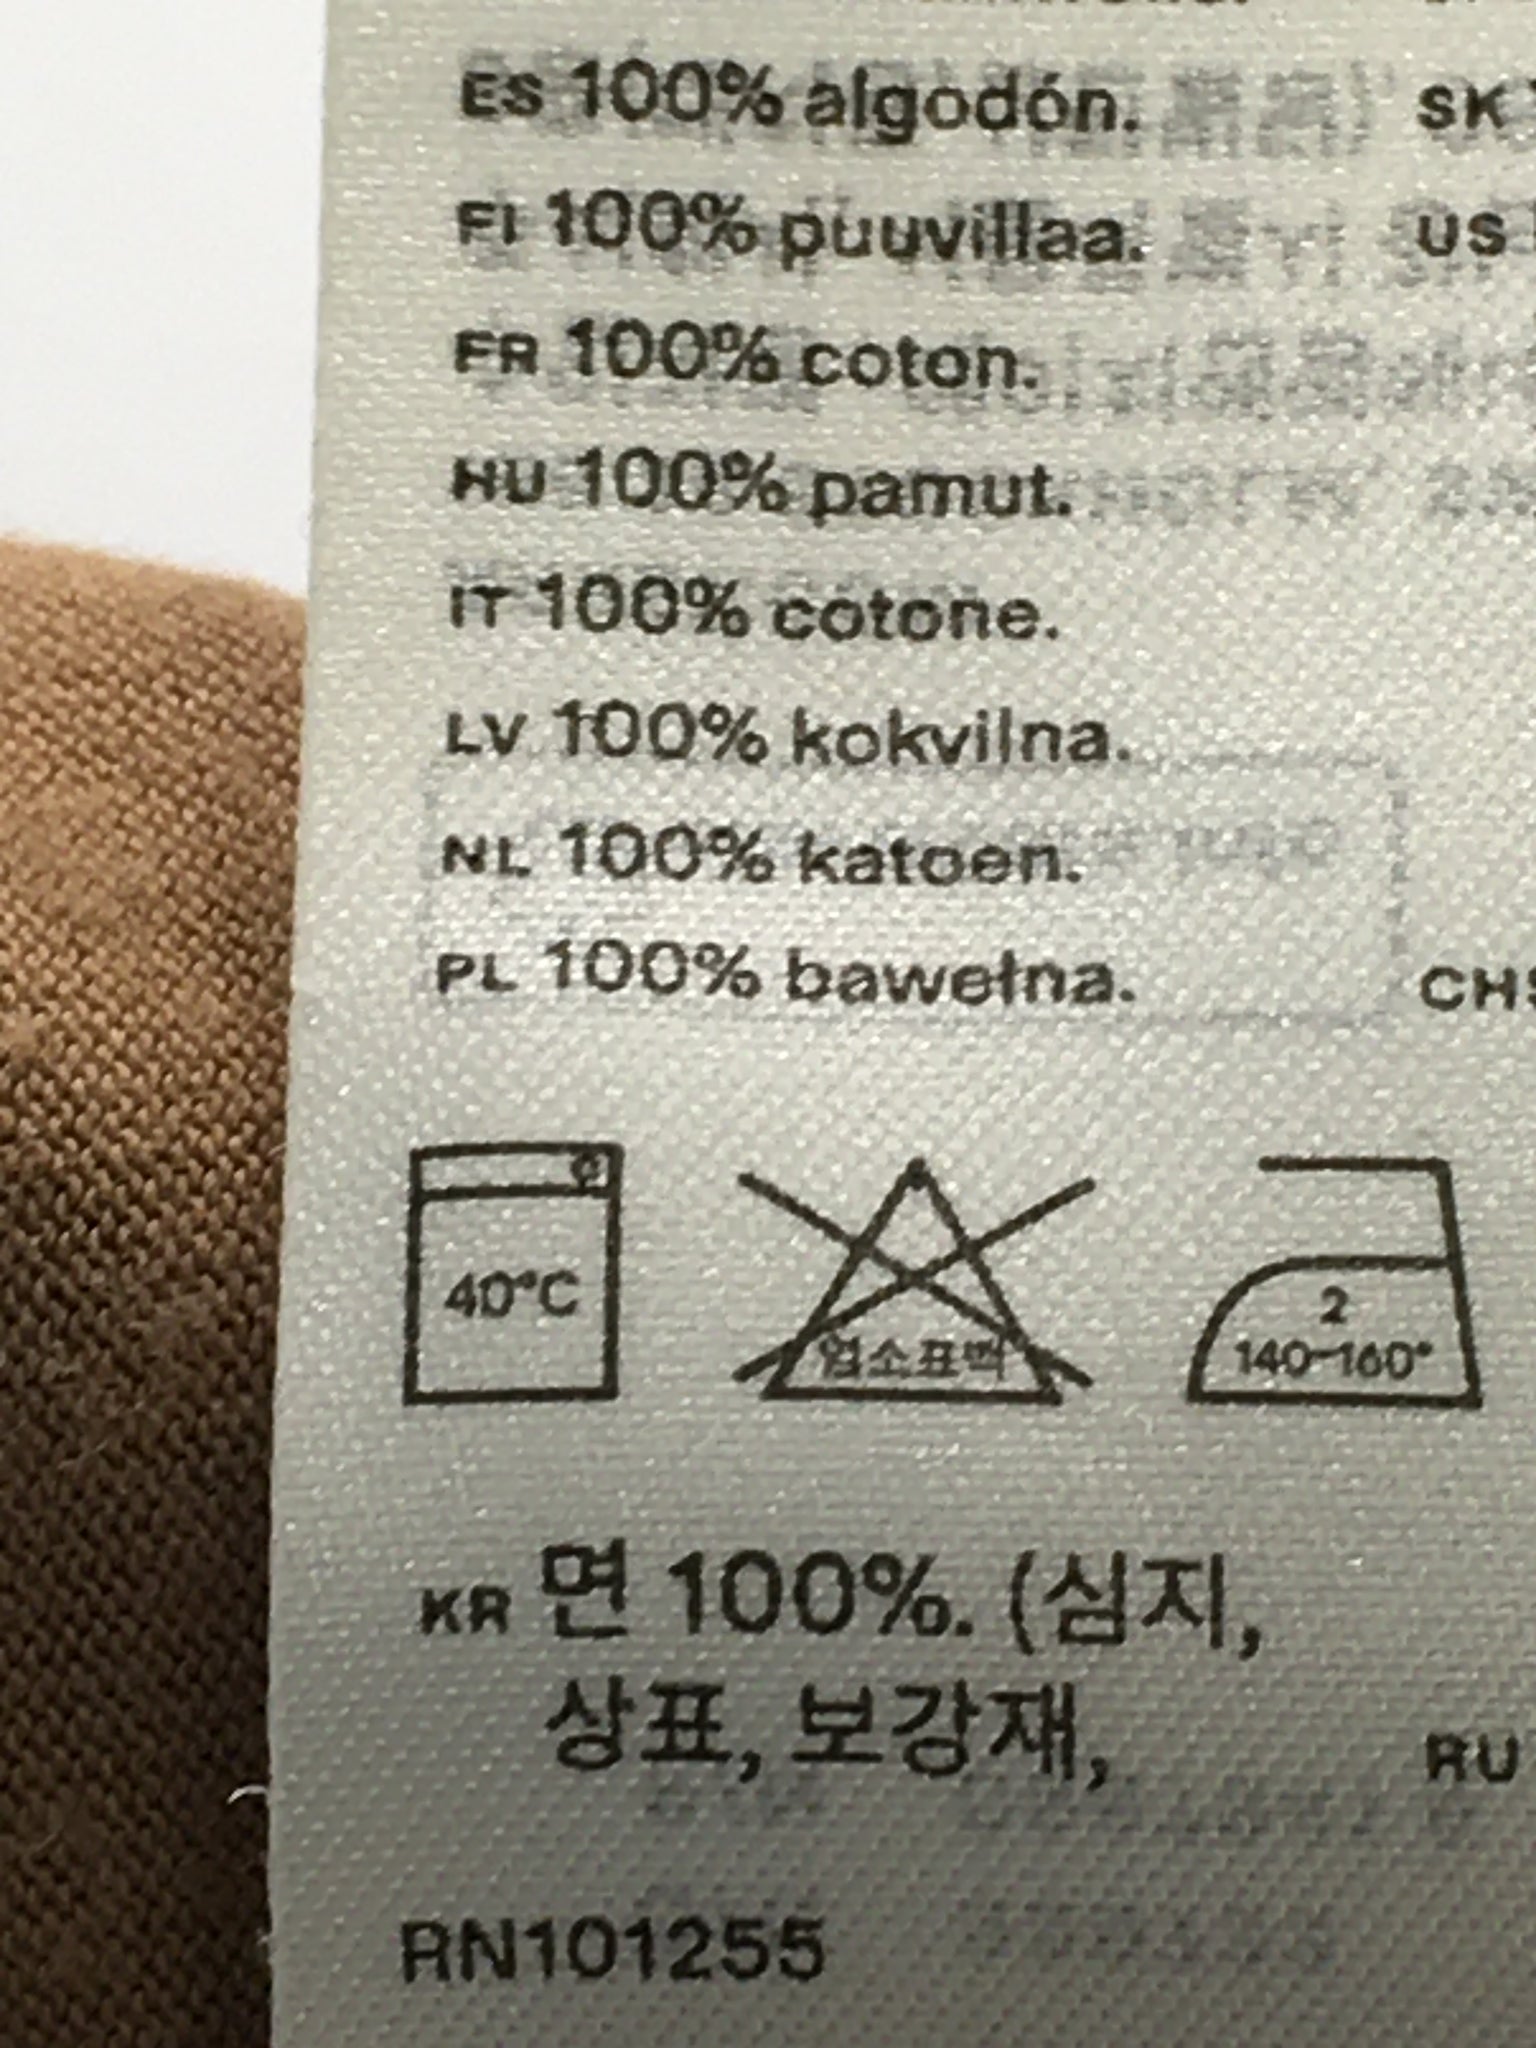 ES 100% algodón.
SK
FI 100% puuvillaa.
US
FR 100% coton.
HU 100% pamut.
IT 100% cotone.
LV 100% kokvilna.
NL 100% katoen.
PL 100% bawełna.
40°C
염소표백
2
140-160°
KR 면 100%. (심지,
상표, 보강재,
RU
RN101255